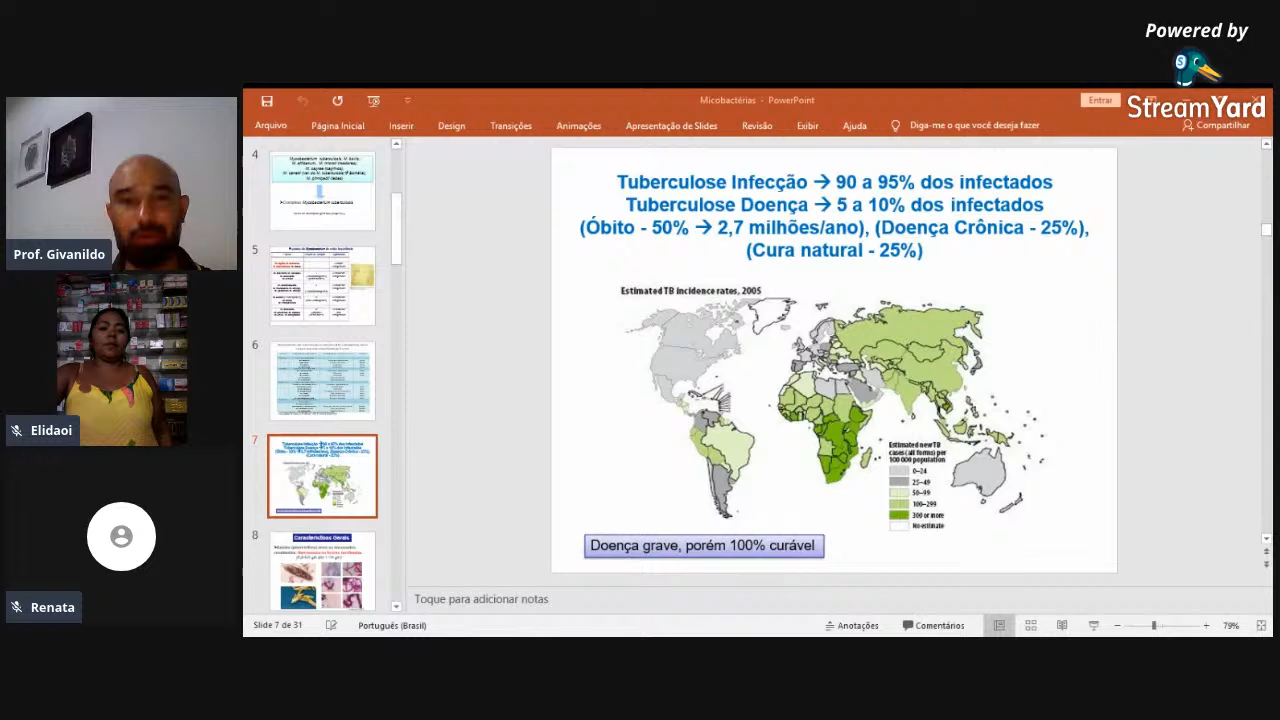 Powered by
StreamYard
Micobactérias - PowerPoint
Entrar
Arquivo Página Inicial Inserir Design Transições Animações Apresentação de Slides Revisão Exibir Ajuda Diga-me o que você deseja fazer Compartilhar
Prof. Givanildo
Elidaoi
Renata
4
5
6
7
8
Características Gerais
Tuberculose Infecção → 90 a 95% dos infectados
Tuberculose Doença → 5 a 10% dos infectados
(Óbito - 50% → 2,7 milhões/ano), (Doença Crônica - 25%),
(Cura natural - 25%)
Estimated TB incidence rates, 2005
Estimated new TB
cases (all forms) per
100 000 population
0–24
25–49
50–99
100–299
300 or more
No estimate
Doença grave, porém 100% curável
Toque para adicionar notas
Slide 7 de 31 Português (Brasil) Anotações Comentários 79%